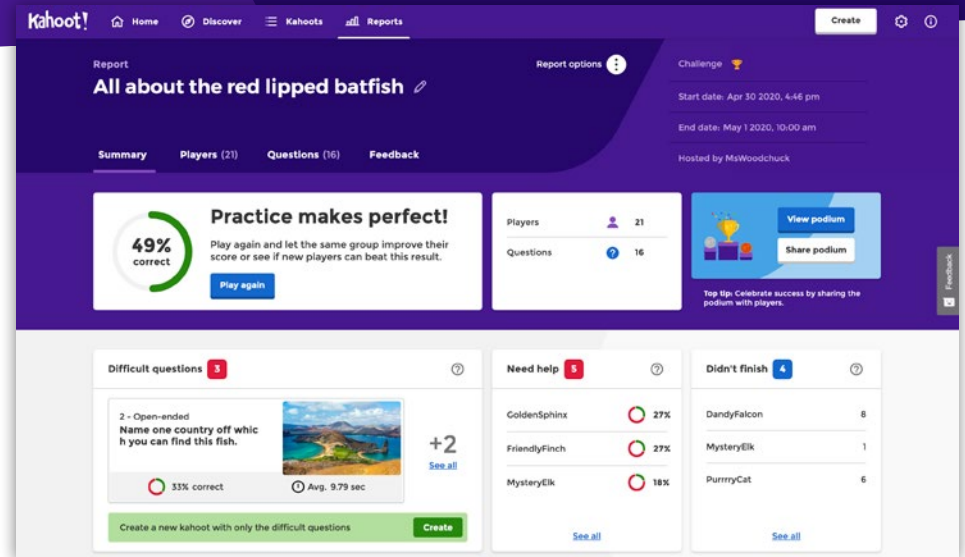 Kahoot!
Home
Discover
Kahoots
Reports
Create
Report
All about the red lipped batfish
Report options
Challenge
Start date: Apr 30 2020, 4:46 pm
End date: May 1 2020, 10:00 am
Hosted by MsWoodchuck
Summary
Players (21)
Questions (16)
Feedback
49%
correct
Practice makes perfect!
Play again and let the same group improve their
score or see if new players can beat this result.
Play again
Players 21
Questions 16
View podium
Share podium
Top tip: Celebrate success by sharing the
podium with players.
Feedback
Difficult questions 3
2 - Open-ended
Name one country off whic
h you can find this fish.
33% correct
Avg. 9.79 sec
+2
See all
Create a new kahoot with only the difficult questions
Create
Need help 5
GoldenSphinx 27%
FriendlyFinch 27%
MysteryElk 18%
See all
Didn't finish 4
DandyFalcon 8
MysteryElk 1
PurrrryCat 6
See all